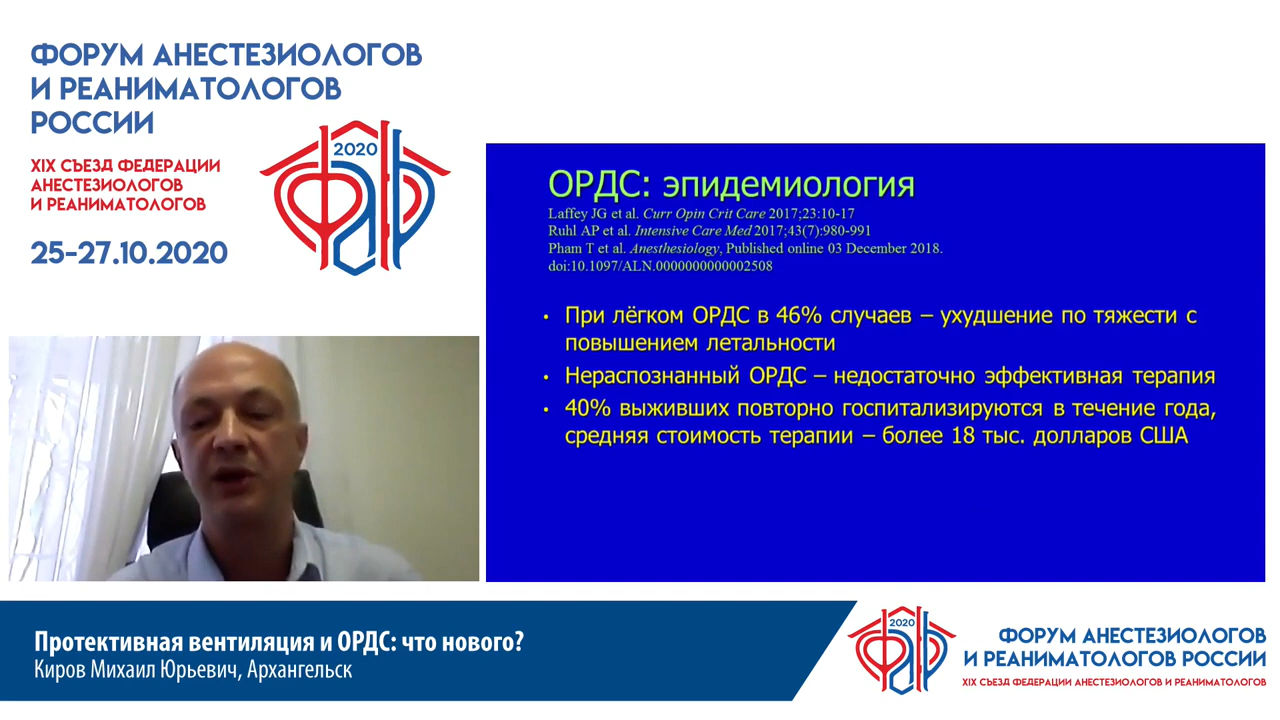 ФОРУМ АНЕСТЕЗИОЛОГОВ
И РЕАНИМАТОЛОГОВ
РОССИИ
XIX СЪЕЗД ФЕДЕРАЦИИ
АНЕСТЕЗИОЛОГОВ
И РЕАНИМАТОЛОГОВ
25-27.10.2020
2020
ФАР
ОРДС: эпидемиология
Laffey JG et al. Curr Opin Crit Care 2017;23:10-17
Ruhl AP et al. Intensive Care Med 2017;43(7):980-991
Pham T et al. Anesthesiology, Published online 03 December 2018.
doi:10.1097/ALN.0000000000002508
• При лёгком ОРДС в 46% случаев – ухудшение по тяжести с
повышением летальности
• Нераспознанный ОРДС – недостаточно эффективная терапия
• 40% выживших повторно госпитализируются в течение года,
средняя стоимость терапии – более 18 тыс. долларов США
Протективная вентиляция и ОРДС: что нового?
Киров Михаил Юрьевич, Архангельск
2020
ФАР
ФОРУМ АНЕСТЕЗИОЛОГОВ
И РЕАНИМАТОЛОГОВ РОССИИ
XIX СЪЕЗД ФЕДЕРАЦИИ АНЕСТЕЗИОЛОГОВ И РЕАНИМАТОЛОГОВ